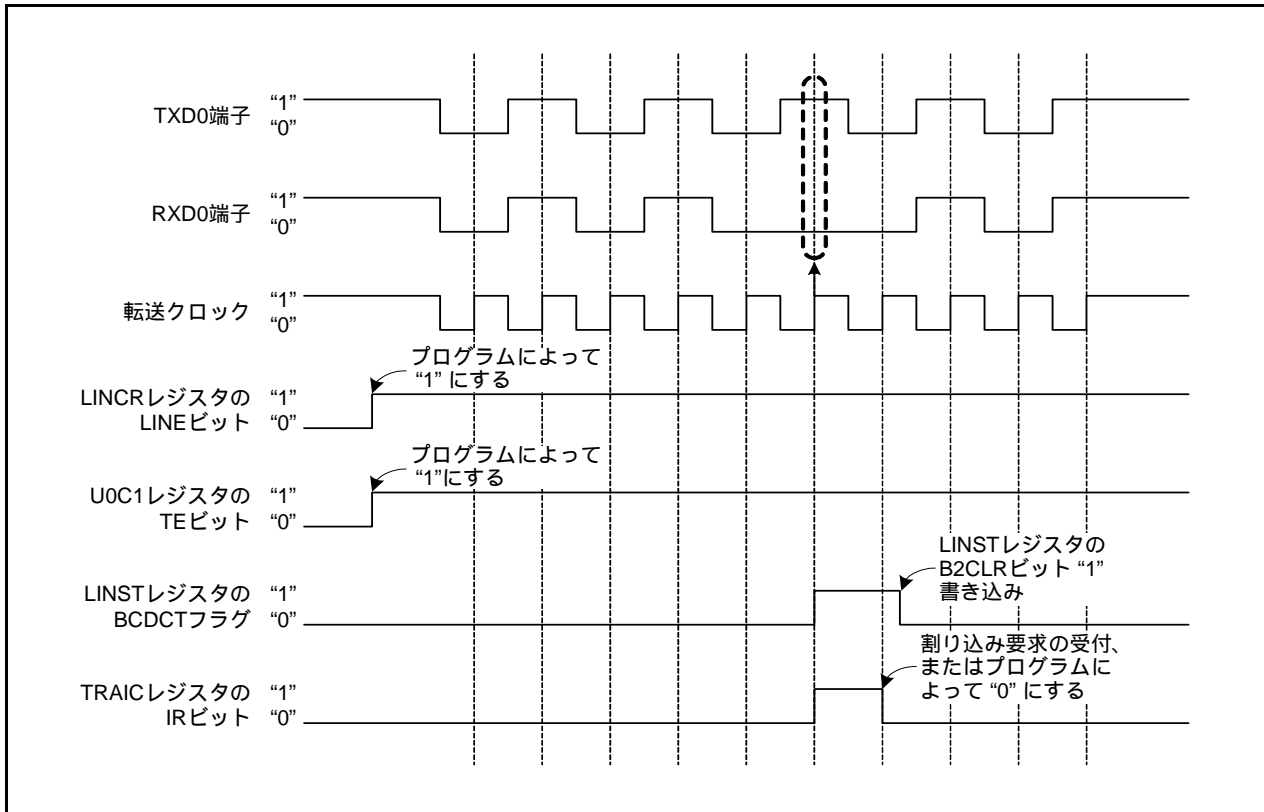 TXD0端子 “1”
“0”
RXD0端子 “1”
“0”
転送クロック “1”
“0”
プログラムによって
“1” にする
LINCRレジスタの “1”
LINEビット “0”
プログラムによって
“1”にする
U0C1レジスタの “1”
TEビット “0”
LINSTレジスタの
B2CLRビット “1”
書き込み
LINSTレジスタの “1”
BCDCTフラグ “0”
割り込み要求の受付、
またはプログラムに
よって “0” にする
TRAICレジスタの “1”
IRビット “0”